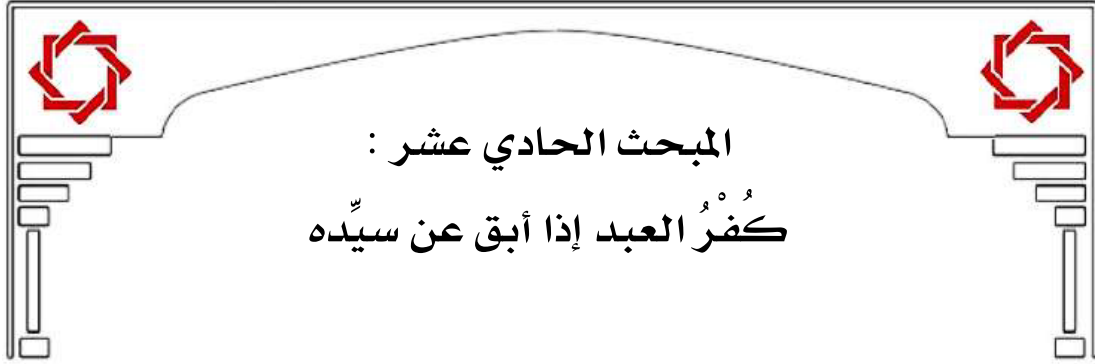 المبحث الحادي عشر :
كُفْرُ العبد إذا أبق عن سيِّده